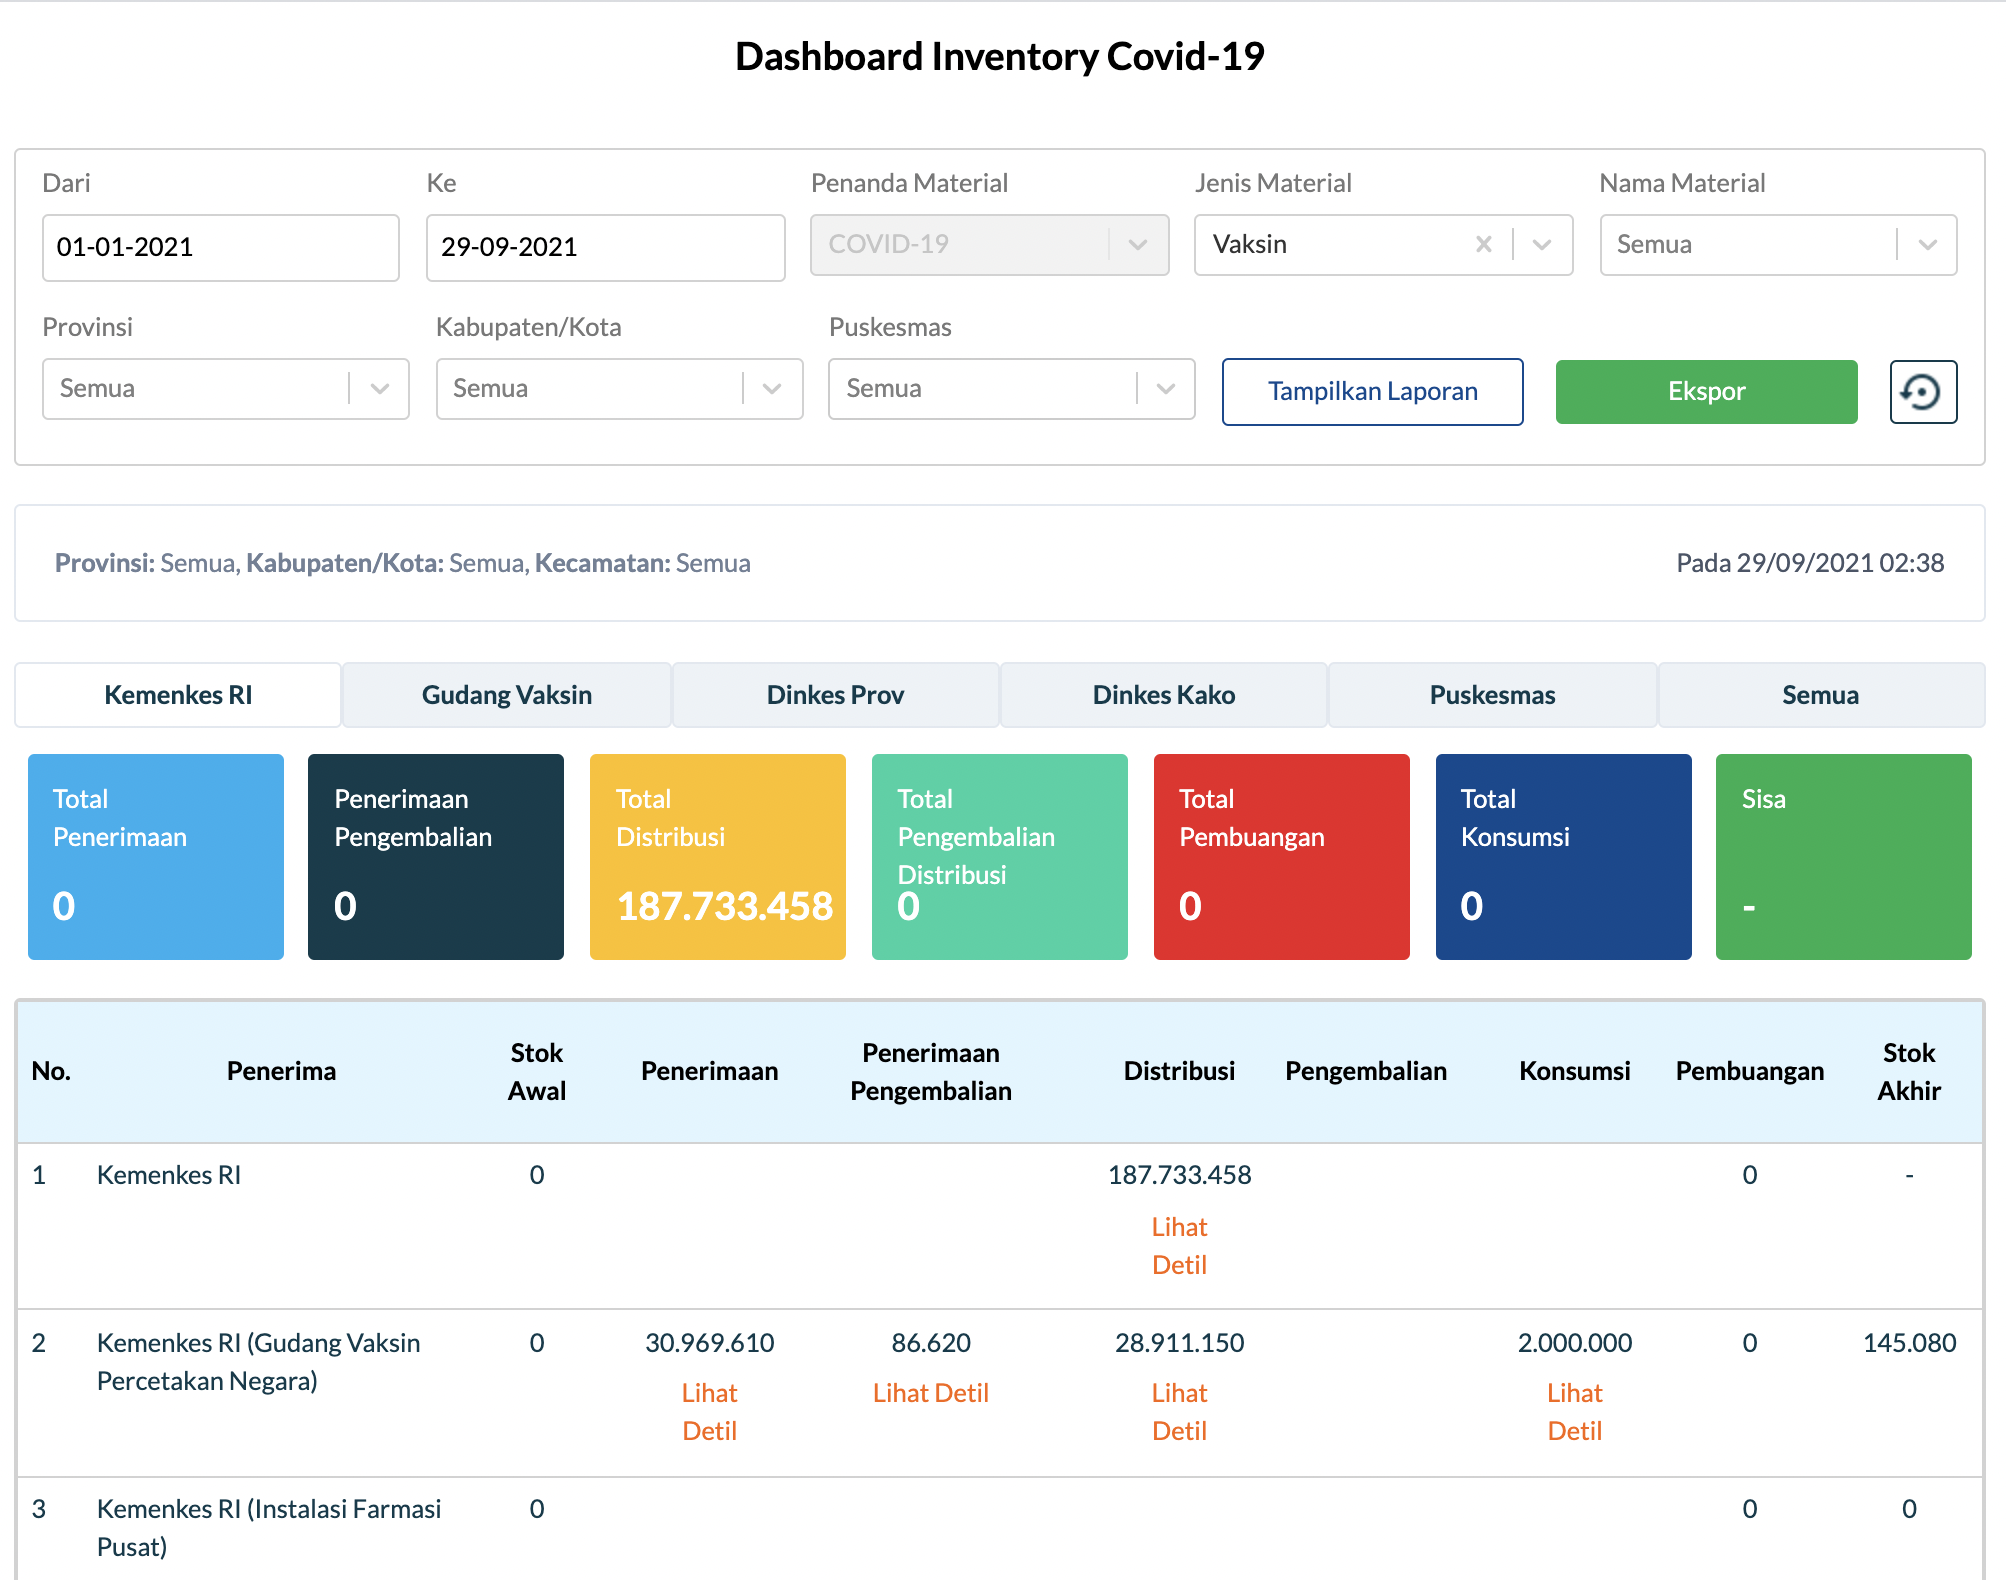 Dashboard Inventory Covid-19
Dari Ke Penanda Material Jenis Material Nama Material
01-01-2021 29-09-2021 COVID-19 Vaksin Semua
Provinsi Kabupaten/Kota Puskesmas
Semua Semua Semua Tampilkan Laporan Ekspor
Provinsi: Semua, Kabupaten/Kota: Semua, Kecamatan: Semua Pada 29/09/2021 02:38
Kemenkes RI Gudang Vaksin Dinkes Prov Dinkes Kako Puskesmas Semua
Total
Penerimaan
0
Penerimaan
Pengembalian
0
Total
Distribusi
187.733.458
Total
Pengembalian
Distribusi
0
Total
Pembuangan
0
Total
Konsumsi
0
Sisa
-
No. Penerima Stok Awal Penerimaan Penerimaan Pengembalian Distribusi Pengembalian Konsumsi Pembuangan Stok Akhir
1 Kemenkes RI 0 187.733.458 0 -
Lihat
Detil
2 Kemenkes RI (Gudang Vaksin 0 30.969.610 86.620 28.911.150 2.000.000 0 145.080
Percetakan Negara)
Lihat Lihat Detil Lihat Lihat
Detil Detil Detil
3 Kemenkes RI (Instalasi Farmasi 0 0 0
Pusat)